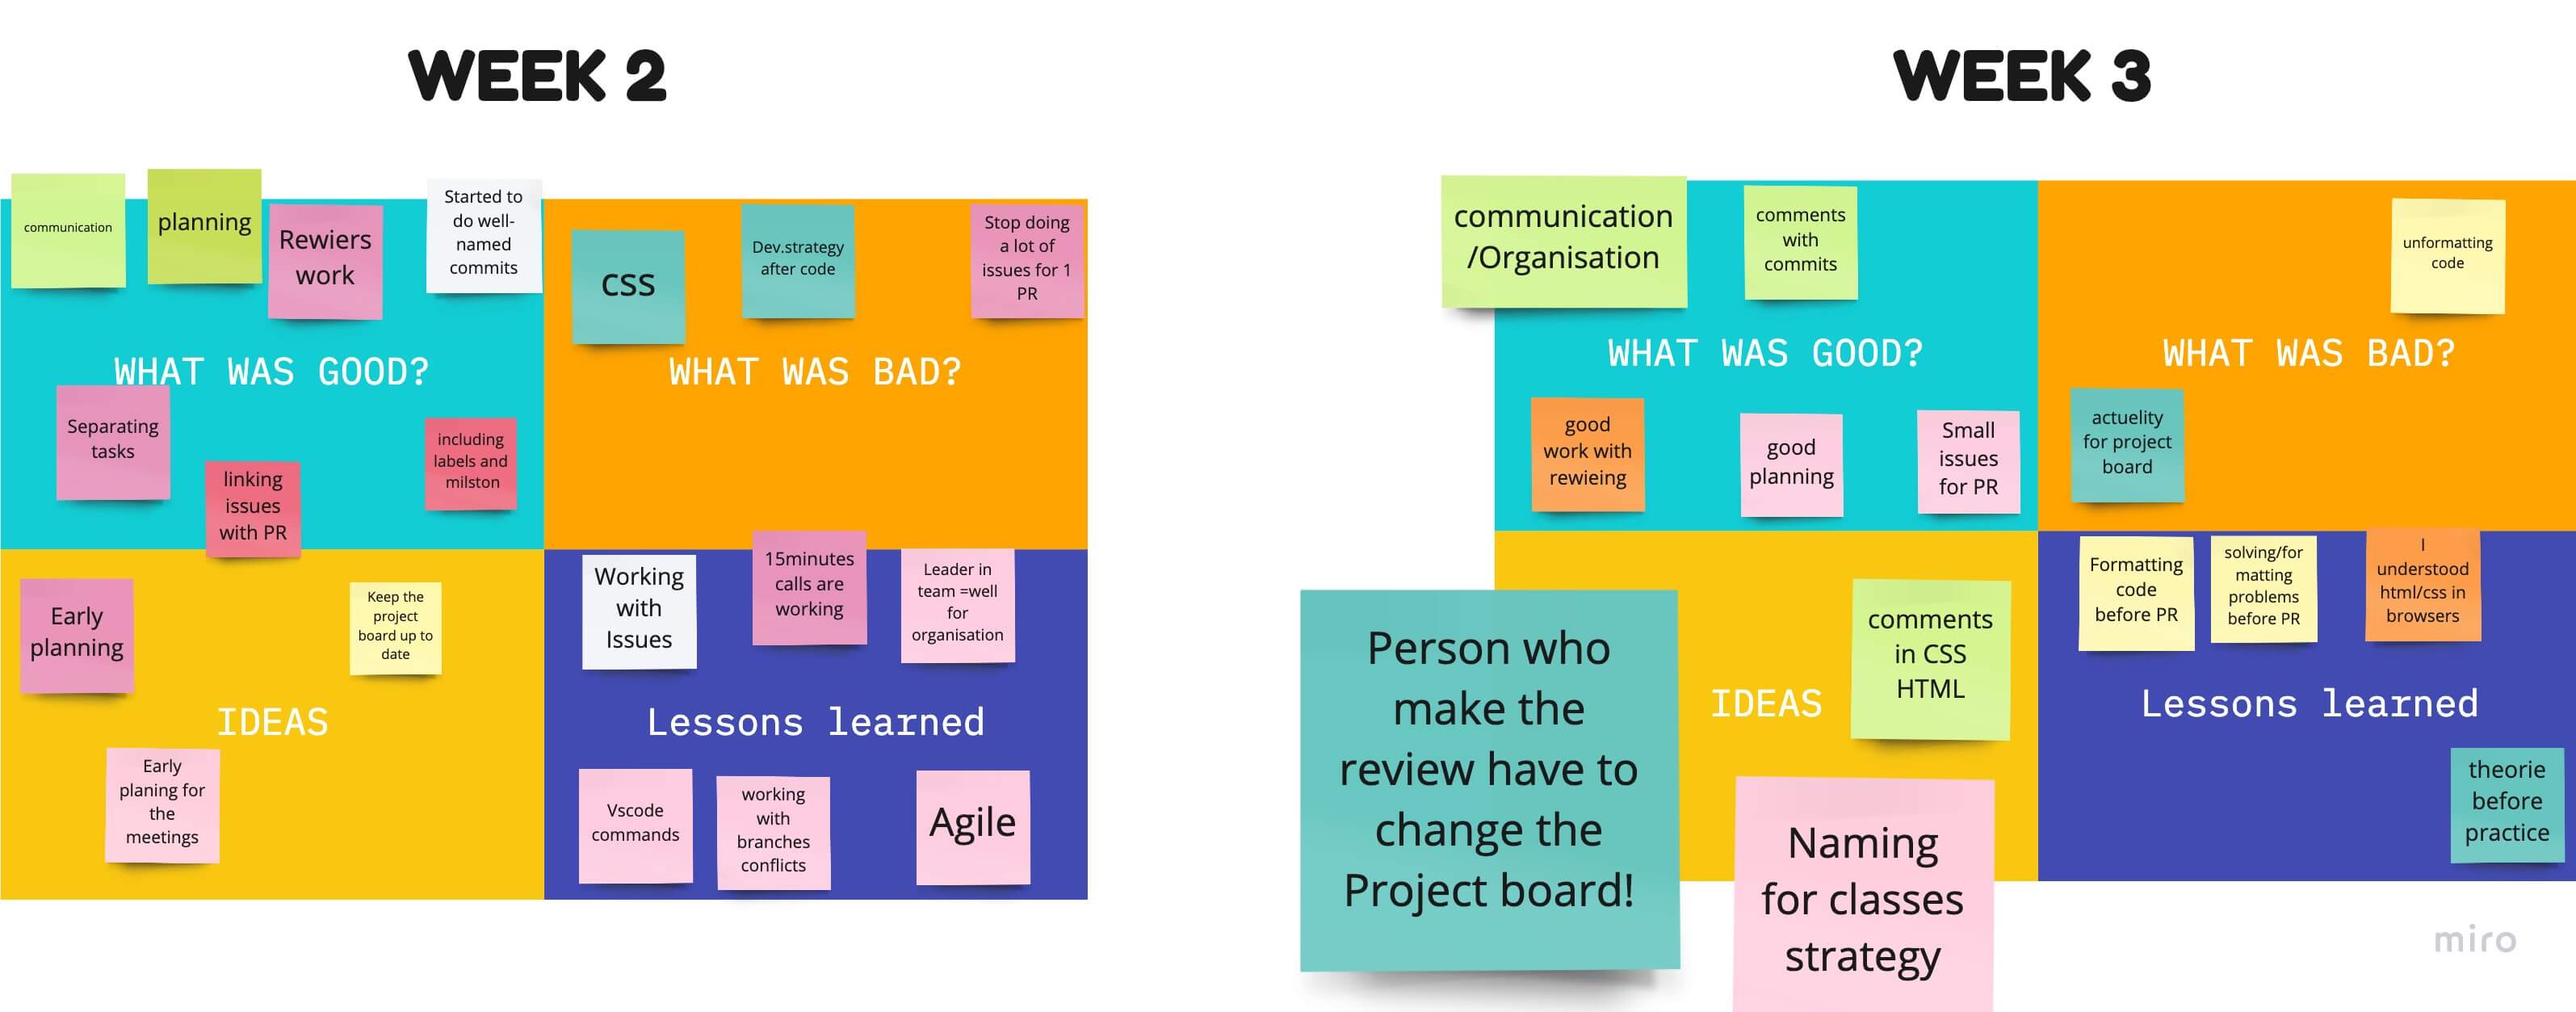 WEEK 2
communication
planning
Rewiers
work
Started to
do well-
named
commits
WHAT WAS GOOD?
Separating
tasks
linking
issues
with PR
including
labels and
milston
css
Dev.strategy
after code
Stop doing
a lot of
issues for 1
PR
WHAT WAS BAD?
Early
planning
Keep the
project
board up to
date
IDEAS
Early
planing for
the
meetings
Working
with
Issues
15minutes
calls are
working
Leader in
team =well
for
organisation
Lessons learned
Vscode
commands
working
with
branches
conflicts
Agile
WEEK 3
communication
/Organisation
comments
with
commits
WHAT WAS GOOD?
good
work with
rewieing
good
planning
Small
issues
for PR
unformatting
code
WHAT WAS BAD?
actuelity
for project
board
Person who
make the
review have to
change the
Project board!
IDEAS
comments
in CSS
HTML
Naming
for classes
strategy
Formatting
code
before PR
solving/for
matting
problems
before PR
I
understood
html/css in
browsers
Lessons learned
theorie
before
practice
miro